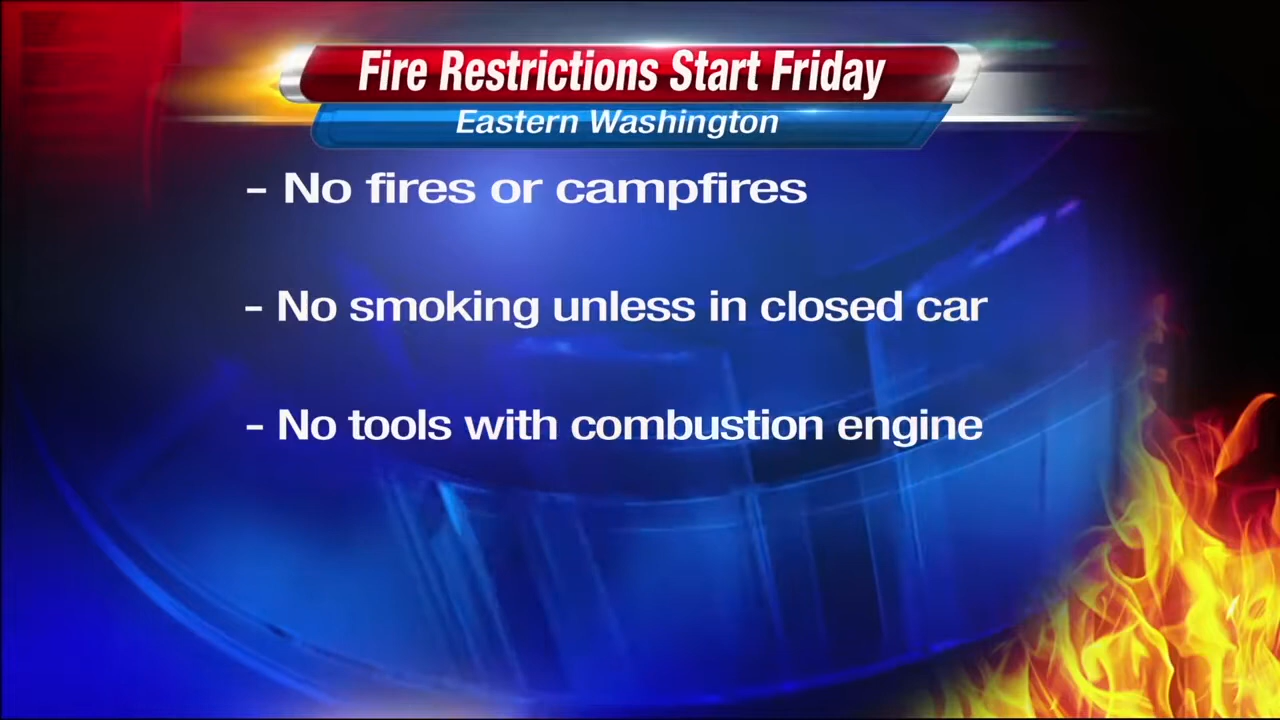 Fire Restrictions Start Friday
Eastern Washington
- No fires or campfires
- No smoking unless in closed car
- No tools with combustion engine